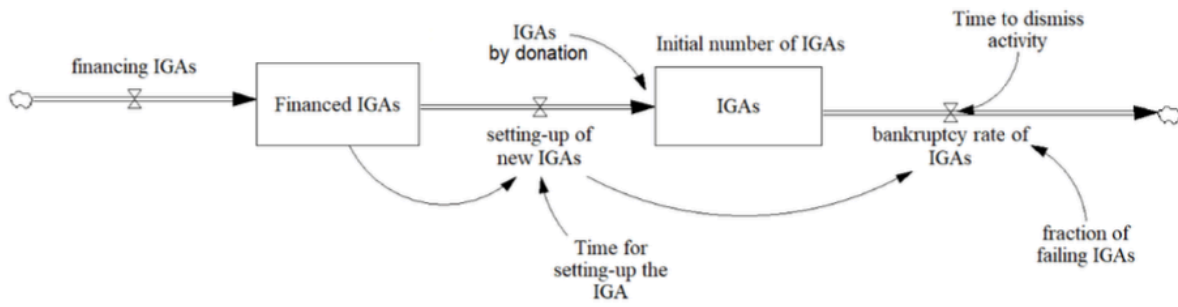 financing IGAs
Financed IGAs
setting-up of
new IGAs
Time for
setting-up the
IGA
IGAs
by donation
Initial number of IGAs
IGAs
Time to dismiss
activity
bankruptcy rate of
IGAs
fraction of
failing IGAs